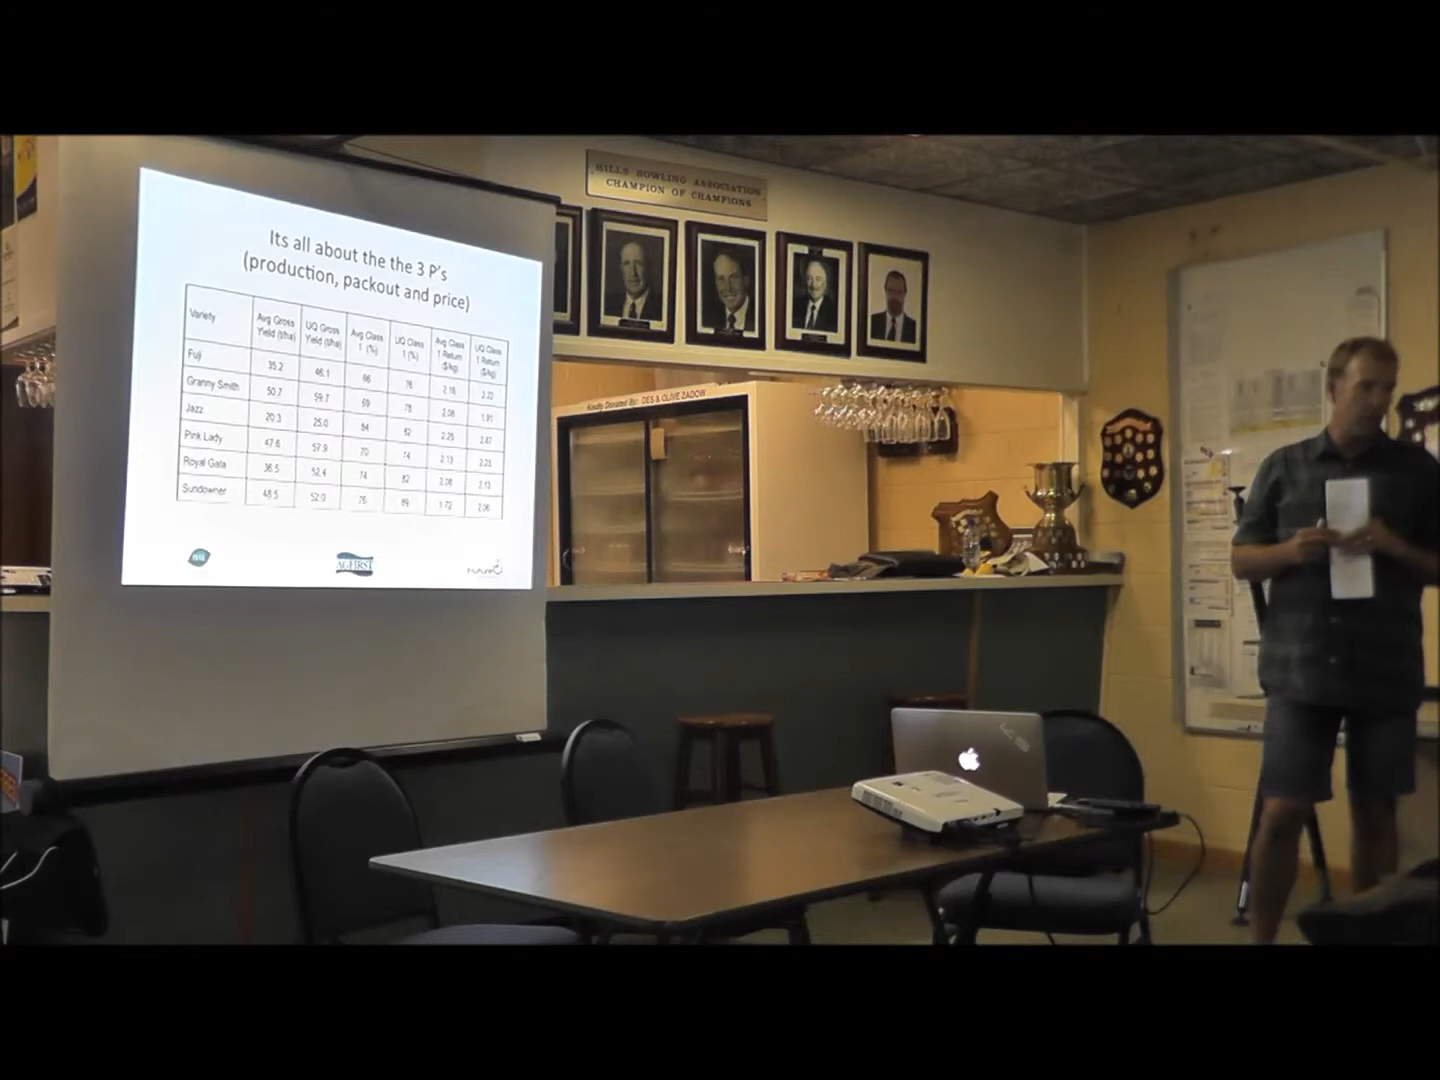 Its all about the the 3 P's
(production, packout and price)
Variety
Avg Gross Yield (t/ha)
UQ Gross Yield (t/ha)
Avg Class 1 (%)
UQ Class 1 (%)
Avg Class 1 Return ($/kg)
UQ Class 1 Return ($/kg)
Fuji 35.2 46.1 66 76 2.16 2.22
Granny Smith 50.7 59.7 69 78 2.08 1.91
Jazz 20.3 25.0 84 82 2.25 2.47
Pink Lady 47.6 57.9 70 74 2.13 2.23
Royal Gala 36.5 52.4 74 82 2.08 2.13
Sundowner 48.5 52.0 75 89 1.72 2.06
AGFIRST
HILLS BOWLING ASSOCIATION
CHAMPION OF CHAMPIONS
Kindly Donated By: DES & OLIVE ZADOW